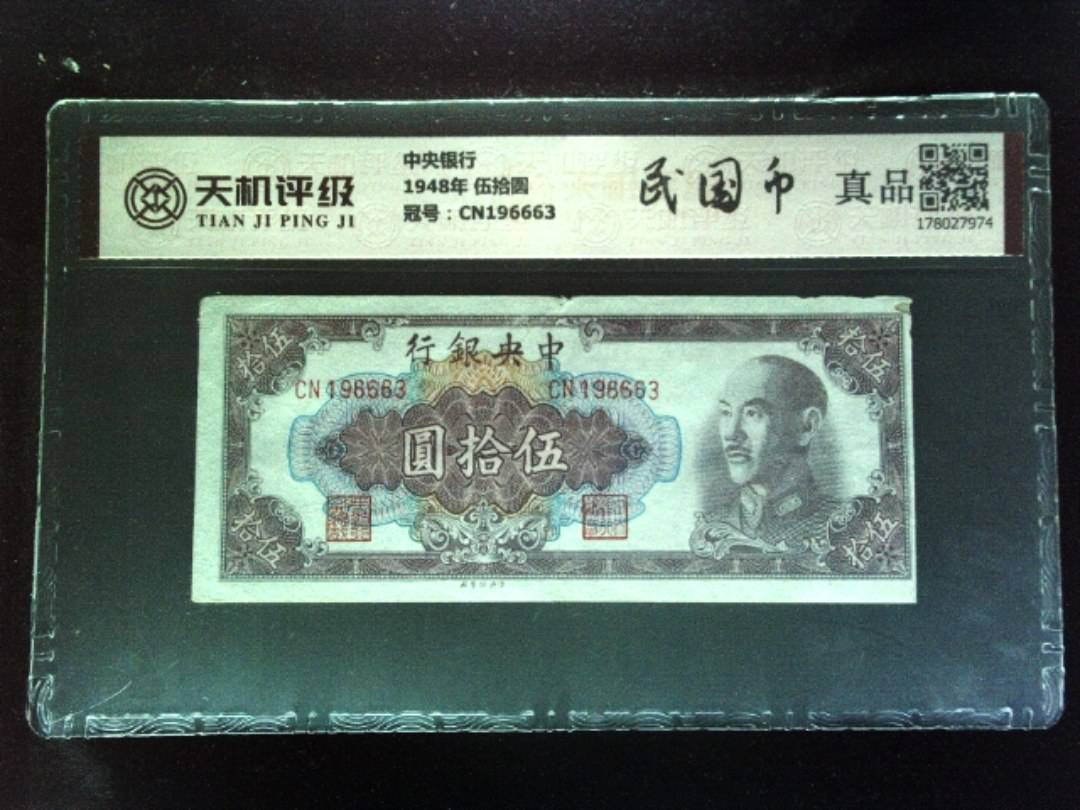 天机评级
TIAN JI PING JI
中央银行
1948年 伍拾圆
冠号：CN196663
民国币
真品
178027974
中央銀行
伍拾
伍拾
CN196663
CN196663
伍拾圓
伍拾
伍拾